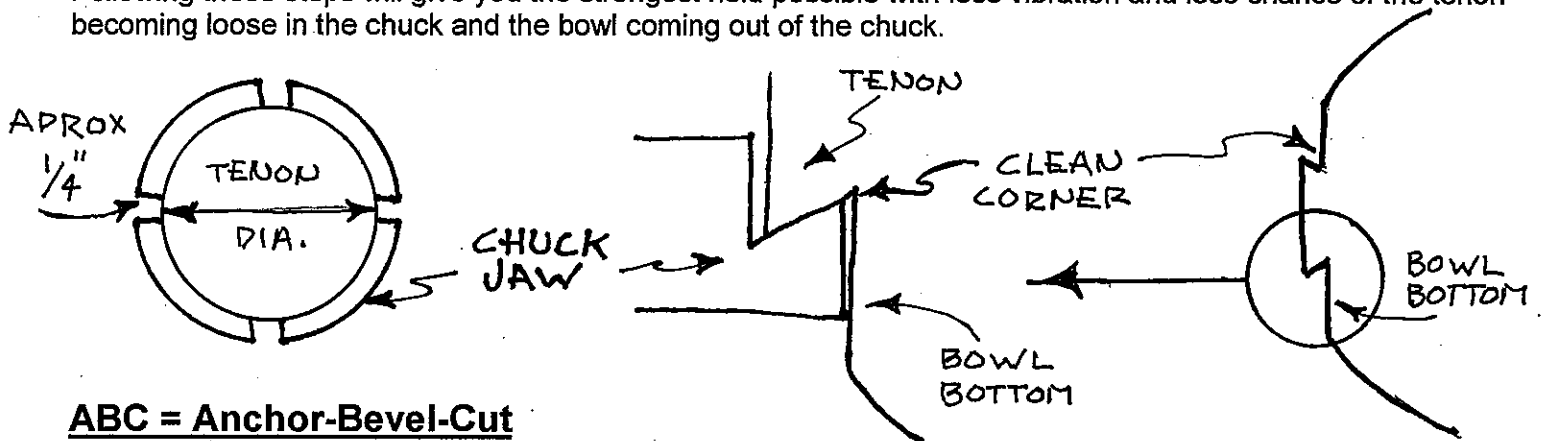 becoming loose in the chuck and the bowl coming out of the chuck.
APROX
1/4"
TENON
DIA.
CHUCK
JAW
TENON
CLEAN
CORNER
BOWL
BOTTOM
BOWL
BOTTOM
ABC = Anchor-Bevel-Cut